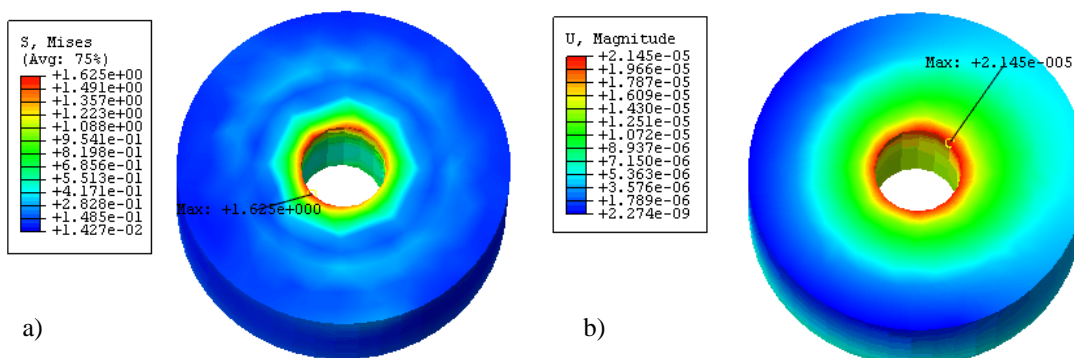 S, Mises
(Avg: 75%)
+1.625e+00
+1.491e+00
+1.357e+00
+1.223e+00
+1.088e+00
+9.541e-01
+8.198e-01
+6.856e-01
+5.513e-01
+4.171e-01
+2.828e-01
+1.485e-01
+1.427e-02
Max: +1.625e+000
a)
U, Magnitude
+2.145e-05
+1.966e-05
+1.787e-05
+1.609e-05
+1.430e-05
+1.251e-05
+1.072e-05
+8.937e-06
+7.150e-06
+5.363e-06
+3.576e-06
+1.789e-06
+2.274e-09
Max: +2.145e-005
b)